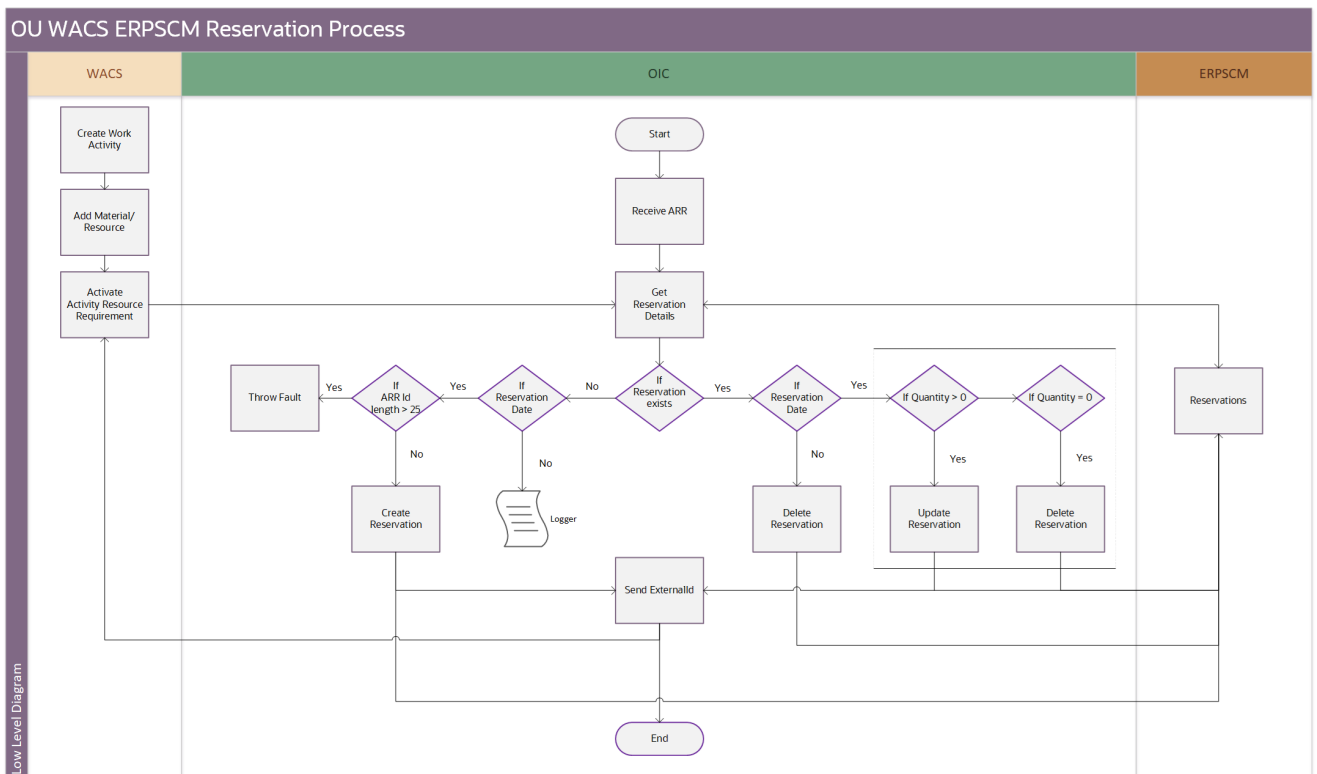 OU WACS ERPSCM Reservation Process
WACS
OIC
ERPSCM
Create Work
Activity
Start
Add Material/
Resource
Receive ARR
Activate
Activity Resource
Requirement
Get
Reservation
Details
Throw Fault
Yes
If
ARR Id
length > 25
Yes
If
Reservation
Date
No
If
Reservation
exists
Yes
If
Reservation
Date
Yes
If Quantity > 0
If Quantity = 0
Reservations
No
No
No
Yes
Yes
Create
Reservation
Logger
Delete
Reservation
Update
Reservation
Delete
Reservation
Send ExternalId
End
Low Level Diagram